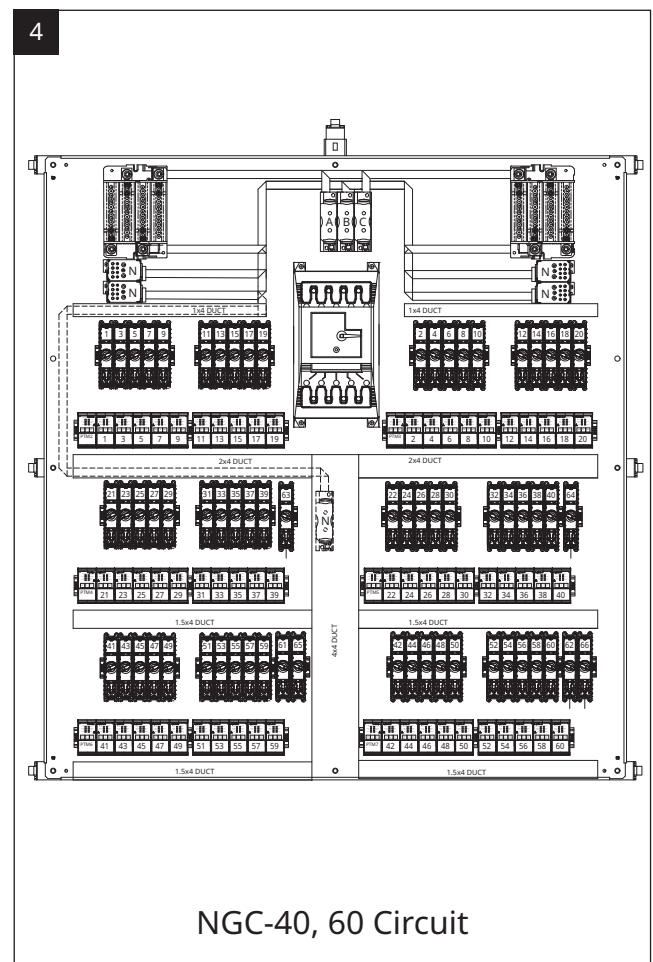 4
A B C
N N
N N
1x4 DUCT 1x4 DUCT
1 3 5 7 9 11 13 15 17 19 2 4 6 8 10 12 14 16 18 20
PTM2 1 3 5 7 9 11 13 15 17 19 PTM3 2 4 6 8 10 12 14 16 18 20
2x4 DUCT 2x4 DUCT
21 23 25 27 29 31 33 35 37 39 63 N 22 24 26 28 30 32 34 36 38 40 64
PTM4 21 23 25 27 29 31 33 35 37 39 PTM5 22 24 26 28 30 32 34 36 38 40
1.5x4 DUCT 4x4 DUCT 1.5x4 DUCT
41 43 45 47 49 51 53 55 57 59 61 65 42 44 46 48 50 52 54 56 58 60 62 66
PTM6 41 43 45 47 49 51 53 55 57 59 PTM7 42 44 46 48 50 52 54 56 58 60
1.5x4 DUCT 1.5x4 DUCT
NGC-40, 60 Circuit